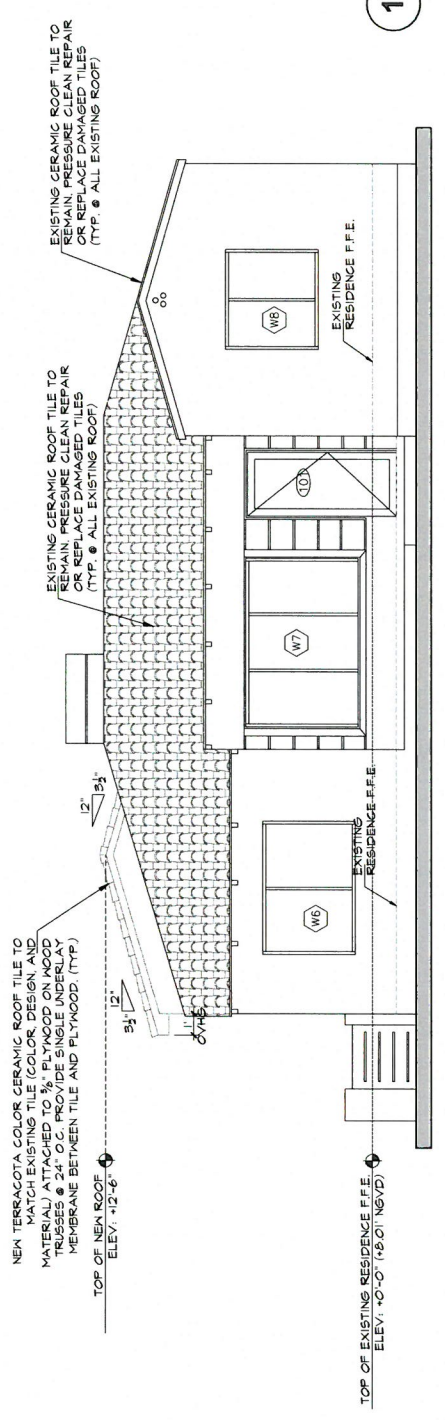 NEW TERRACOTA COLOR CERAMIC ROOF TILE TO
MATCH EXISTING TILE (COLOR, DESIGN, AND
MATERIAL) ATTACHED TO 5/8" PLYWOOD ON WOOD
TRUSSES @ 24" O.C. PROVIDE SINGLE UNDERLAY
MEMBRANE BETWEEN TILE AND PLYWOOD. (TYP.)
TOP OF NEW ROOF
ELEV: +12'-6"
12"
3½"
12"
3½"
1'
OVHG
EXISTING CERAMIC ROOF TILE TO
REMAIN. PRESSURE CLEAN REPAIR
OR REPLACE DAMAGED TILES
(TYP. @ ALL EXISTING ROOF)
EXISTING CERAMIC ROOF TILE TO
REMAIN. PRESSURE CLEAN REPAIR
OR REPLACE DAMAGED TILES
(TYP. @ ALL EXISTING ROOF)
W6
W7
101
W8
EXISTING
RESIDENCE F.F.E.
EXISTING
RESIDENCE F.F.E.
TOP OF EXISTING RESIDENCE F.F.E.
ELEV: +0'-0" (+8.01' NGVD)
1